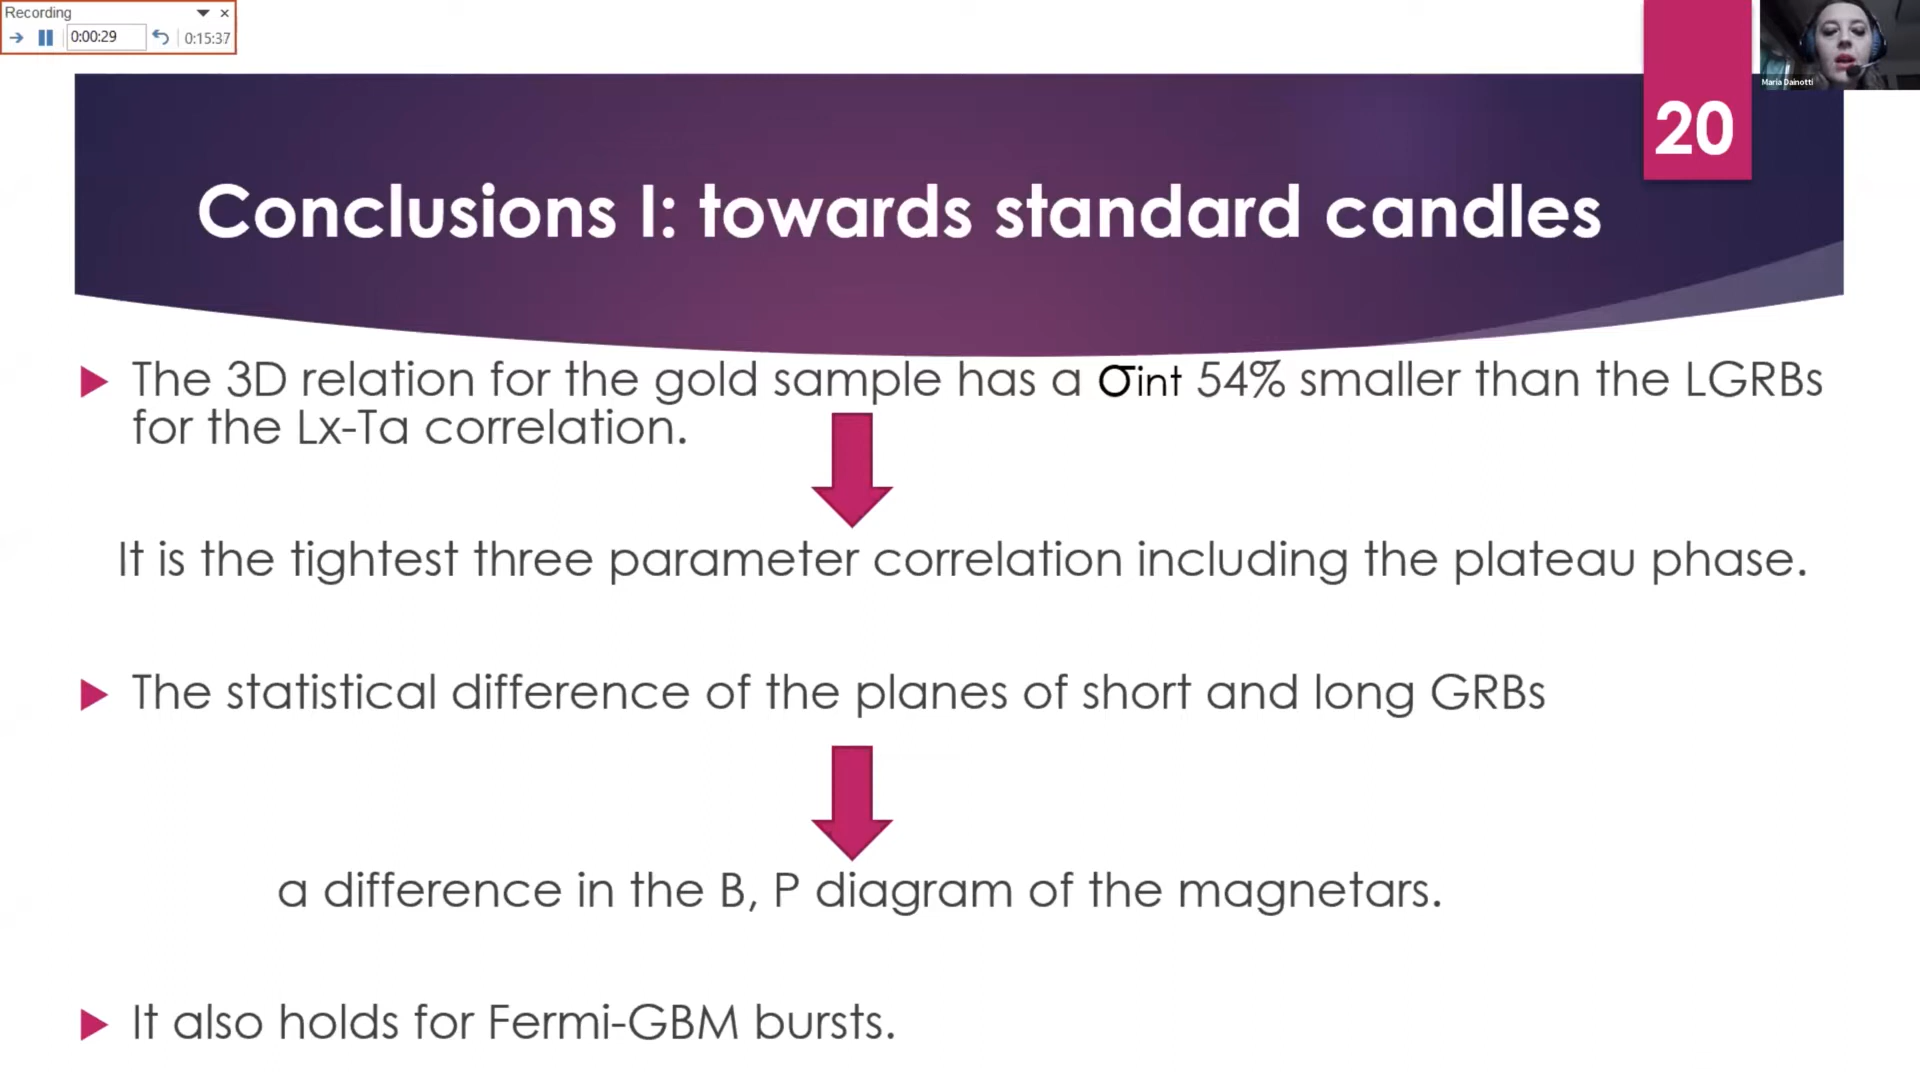 Recording
0:00:29
0:15:37
Maria Dainotti
20
Conclusions I: towards standard candles
The 3D relation for the gold sample has a σint 54% smaller than the LGRBs
for the Lx-Ta correlation.
It is the tightest three parameter correlation including the plateau phase.
The statistical difference of the planes of short and long GRBs
a difference in the B, P diagram of the magnetars.
It also holds for Fermi-GBM bursts.